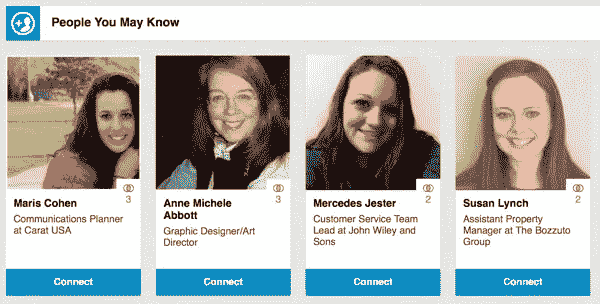 People You May Know
3
Maris Cohen
Communications Planner
at Carat USA
Connect
3
Anne Michele
Abbott
Graphic Designer/Art
Director
Connect
2
Mercedes Jester
Customer Service Team
Lead at John Wiley and
Sons
Connect
2
Susan Lynch
Assistant Property
Manager at The Bozzuto
Group
Connect